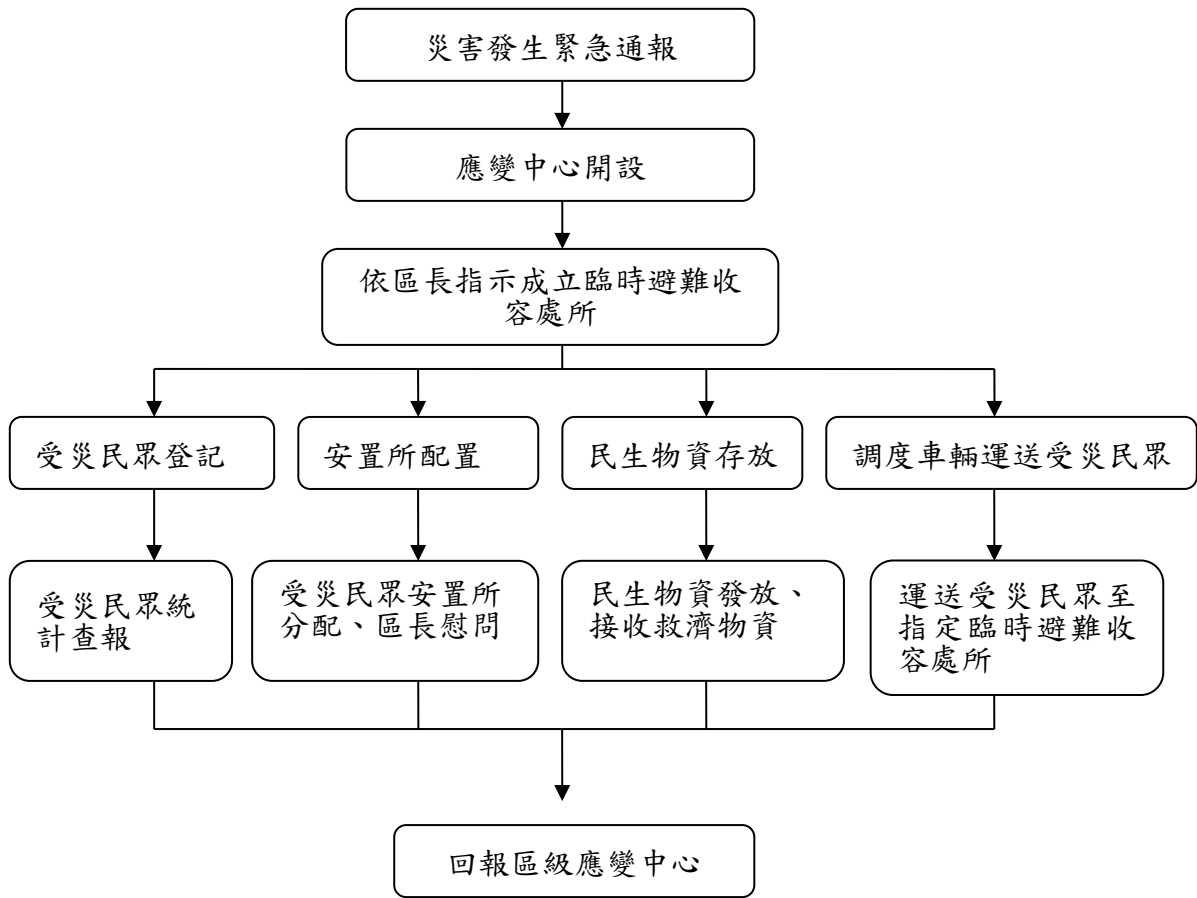 災害發生緊急通報
應變中心開設
依區長指示成立臨時避難收
容處所
受災民眾登記
安置所配置
民生物資存放
調度車輛運送受災民眾
受災民眾統
計查報
受災民眾安置所
分配、區長慰問
民生物資發放、
接收救濟物資
運送受災民眾至
指定臨時避難收
容處所
回報區級應變中心